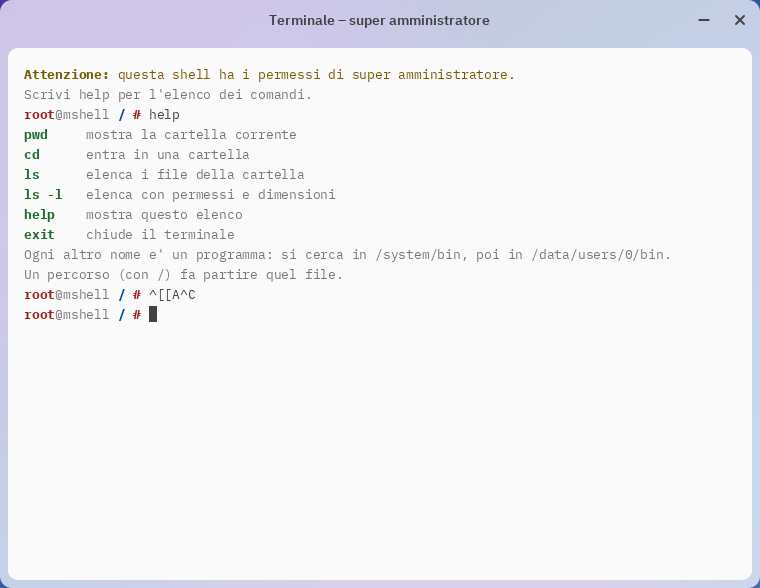 Terminale – super amministratore
Attenzione: questa shell ha i permessi di super amministratore.
Scrivi help per l'elenco dei comandi.
root@mshell / # help
pwd     mostra la cartella corrente
cd      entra in una cartella
ls      elenca i file della cartella
ls -l   elenca con permessi e dimensioni
help    mostra questo elenco
exit    chiude il terminale
Ogni altro nome e' un programma: si cerca in /system/bin, poi in /data/users/0/bin.
Un percorso (con /) fa partire quel file.
root@mshell / # ^[[A^C
root@mshell / #